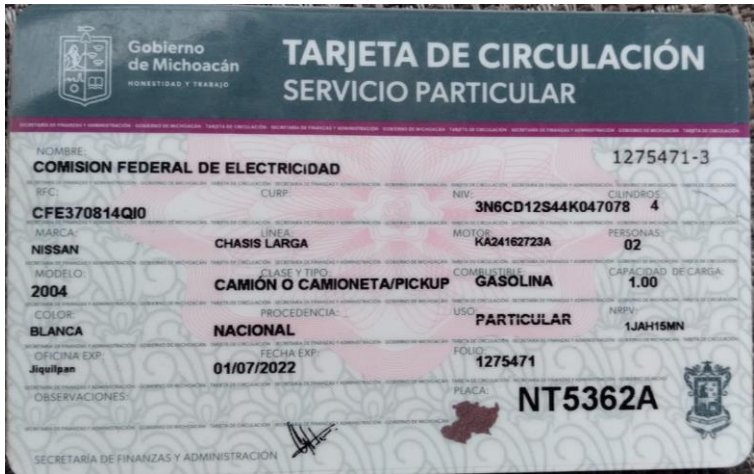 Gobierno
de Michoacán
HONESTIDAD Y TRABAJO
TARJETA DE CIRCULACIÓN
SERVICIO PARTICULAR
NOMBRE:
COMISION FEDERAL DE ELECTRICIDAD
1275471-3
RFC: CURP: NIV: CILINDROS:
CFE370814QI0 3N6CD12S44K047078 4
MARCA: LÍNEA: MOTOR: PERSONAS:
NISSAN CHASIS LARGA KA24162723A 02
MODELO: CLASE Y TIPO: COMBUSTIBLE: CAPACIDAD DE CARGA:
2004 CAMIÓN O CAMIONETA/PICKUP GASOLINA 1.00
COLOR: PROCEDENCIA: USO: NRPV:
BLANCA NACIONAL PARTICULAR 1JAH15MN
OFICINA EXP: FECHA EXP: FOLIO:
Jiquilpan 01/07/2022 1275471
OBSERVACIONES: PLACA: NT5362A
SECRETARÍA DE FINANZAS Y ADMINISTRACIÓN